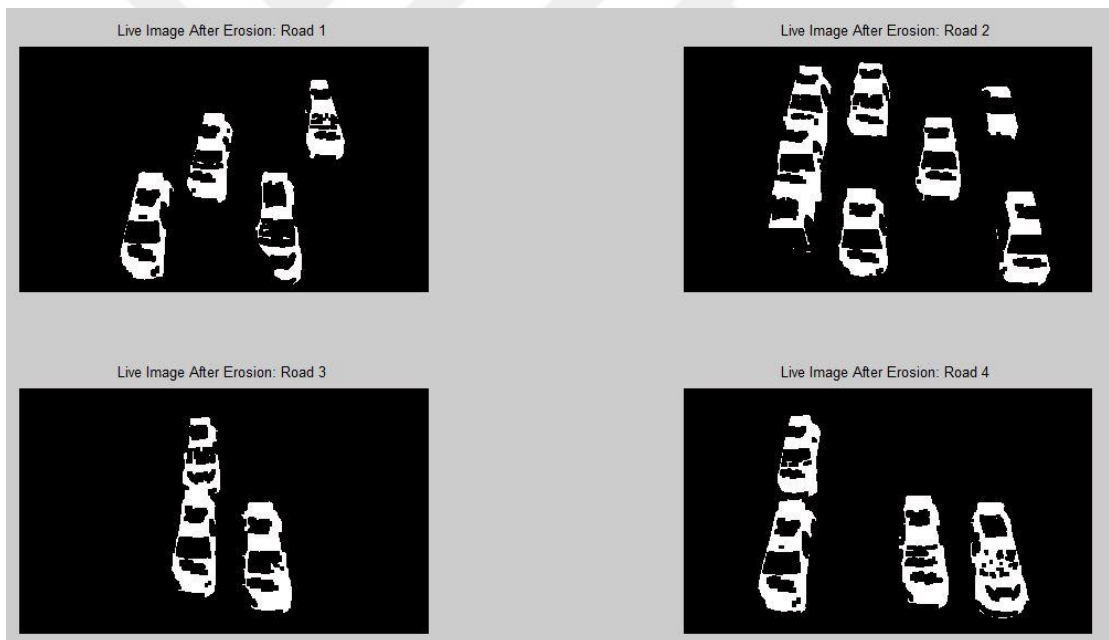 Live Image After Erosion: Road 1
Live Image After Erosion: Road 2
Live Image After Erosion: Road 3
Live Image After Erosion: Road 4